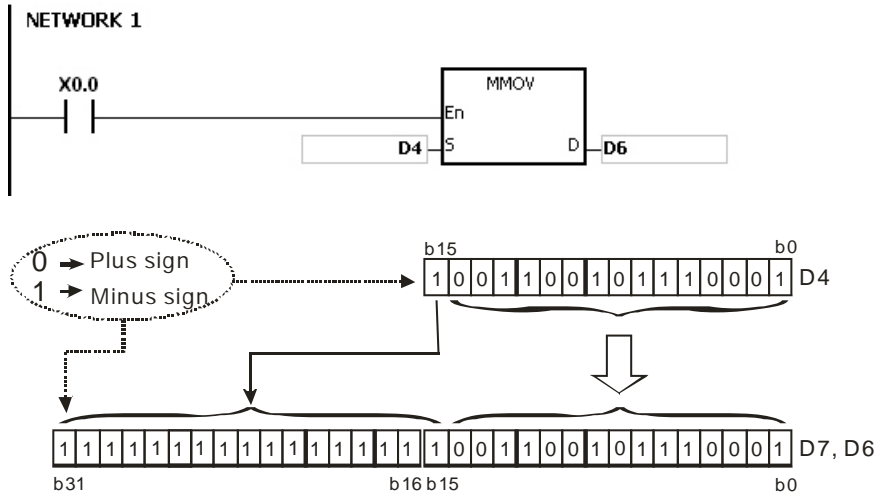 NETWORK 1
X0.0
MMOV
En
D4 S D D6
b15 b0
0 → Plus sign
1 → Minus sign
1 0 0 1 1 0 0 1 0 1 1 1 0 0 0 1 D4
1 1 1 1 1 1 1 1 1 1 1 1 1 1 1 1 1 0 0 1 1 0 0 1 0 1 1 1 0 0 0 1 D7, D6
b31 b16 b15 b0